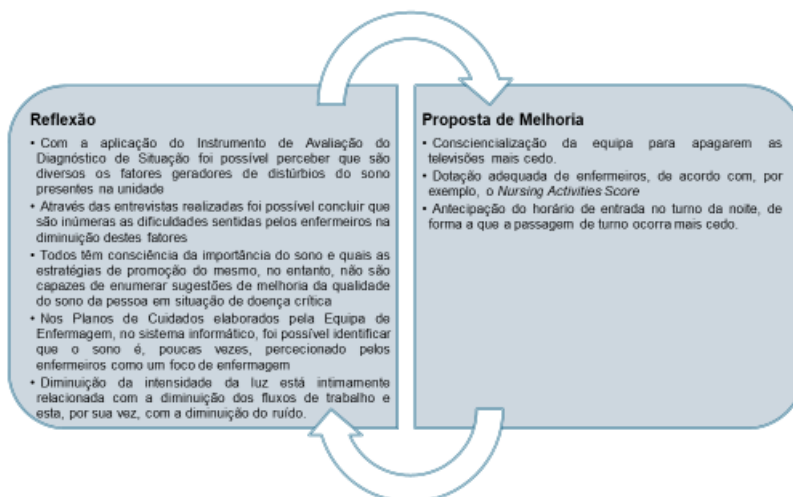 Reflexão
• Com a aplicação do Instrumento de Avaliação do
Diagnóstico de Situação foi possível perceber que são
diversos os fatores geradores de distúrbios do sono
presentes na unidade
• Através das entrevistas realizadas foi possível concluir que
são inúmeras as dificuldades sentidas pelos enfermeiros na
diminuição destes fatores
• Todos têm consciência da importância do sono e quais as
estratégias de promoção do mesmo, no entanto, não são
capazes de enumerar sugestões de melhoria da qualidade
do sono da pessoa em situação de doença crítica
• Nos Planos de Cuidados elaborados pela Equipa de
Enfermagem, no sistema informático, foi possível identificar
que o sono é, poucas vezes, percecionado pelos
enfermeiros como um foco de enfermagem
• Diminuição da intensidade da luz está intimamente
relacionada com a diminuição dos fluxos de trabalho e
esta, por sua vez, com a diminuição do ruído.
Proposta de Melhoria
• Consciencialização da equipa para apagarem as
televisões mais cedo.
• Dotação adequada de enfermeiros, de acordo com, por
exemplo, o Nursing Activities Score
• Antecipação do horário de entrada no turno da noite, de
forma a que a passagem de turno ocorra mais cedo.